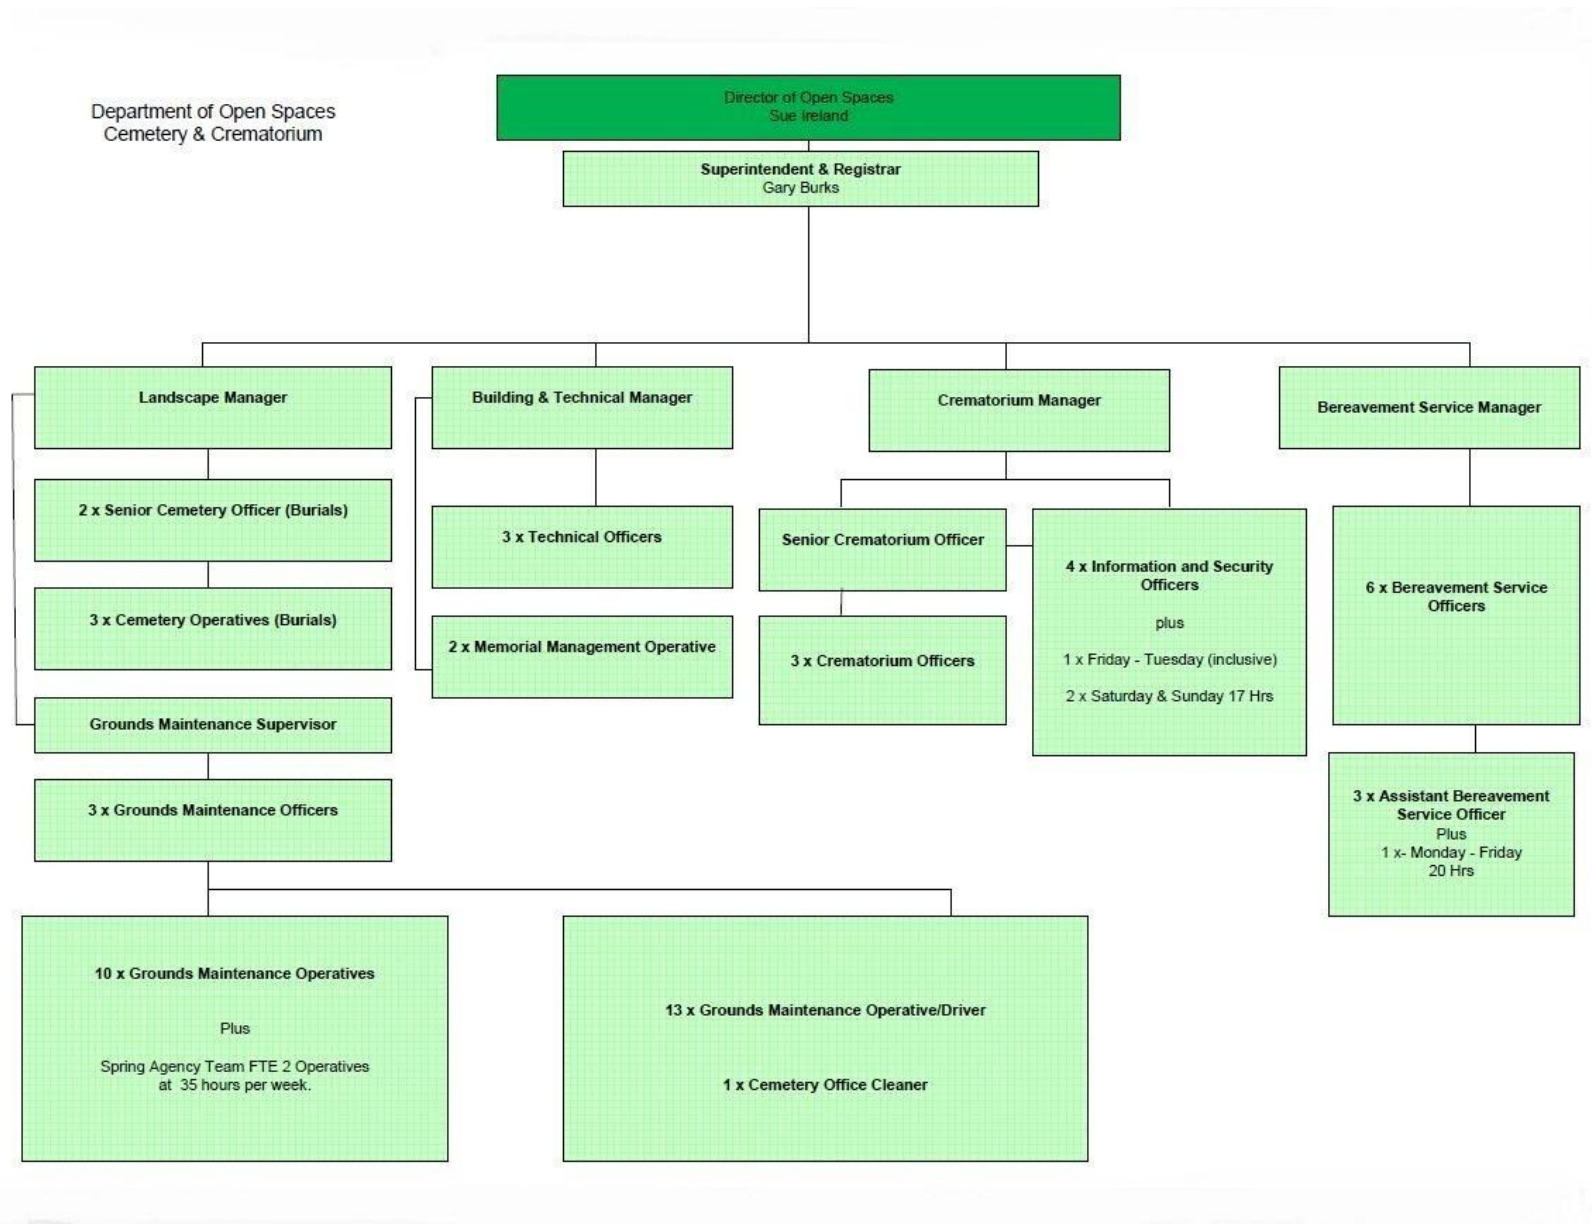 Department of Open Spaces
Cemetery & Crematorium
Director of Open Spaces
Sue Ireland
Superintendent & Registrar
Gary Burks
Landscape Manager
Building & Technical Manager
Crematorium Manager
Bereavement Service Manager
2 x Senior Cemetery Officer (Burials)
3 x Technical Officers
Senior Crematorium Officer
4 x Information and Security
Officers
plus
1 x Friday - Tuesday (inclusive)
2 x Saturday & Sunday 17 Hrs
6 x Bereavement Service
Officers
3 x Cemetery Operatives (Burials)
2 x Memorial Management Operative
3 x Crematorium Officers
Grounds Maintenance Supervisor
3 x Grounds Maintenance Officers
3 x Assistant Bereavement
Service Officer
Plus
1 x- Monday - Friday
20 Hrs
10 x Grounds Maintenance Operatives
Plus
Spring Agency Team FTE 2 Operatives
at 35 hours per week.
13 x Grounds Maintenance Operative/Driver
1 x Cemetery Office Cleaner